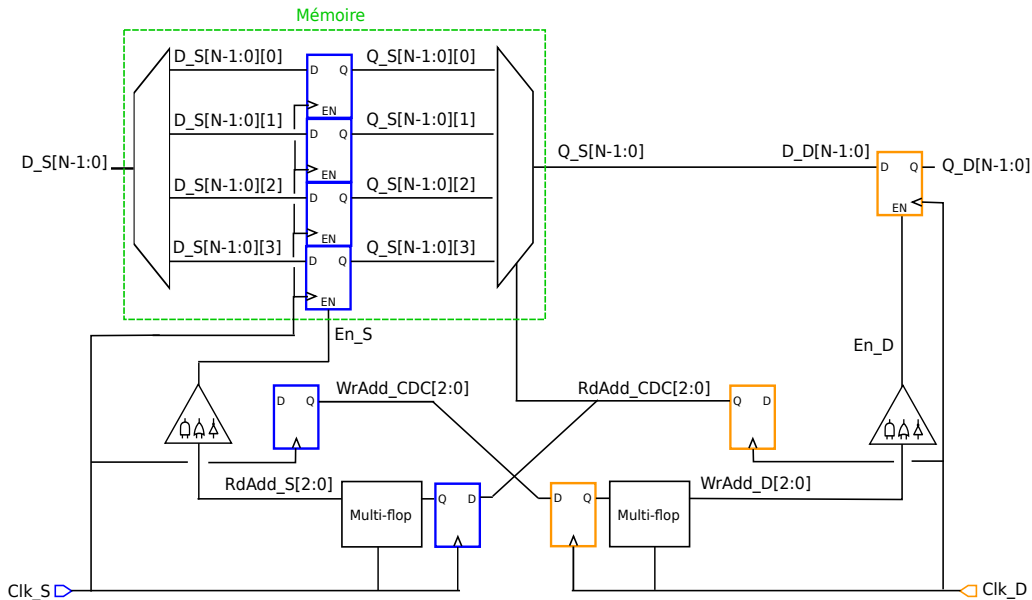 Mémoire
D_S[N-1:0][0]
D Q
Q_S[N-1:0][0]
EN
D_S[N-1:0][1]
D Q
Q_S[N-1:0][1]
EN
D_S[N-1:0]
Q_S[N-1:0]
D_D[N-1:0]
D Q
Q_D[N-1:0]
EN
D_S[N-1:0][2]
D Q
Q_S[N-1:0][2]
EN
D_S[N-1:0][3]
D Q
Q_S[N-1:0][3]
EN
En_S
En_D
D Q
WrAdd_CDC[2:0]
RdAdd_CDC[2:0]
Q D
RdAdd_S[2:0]
Multi-flop
Q D
D Q
Multi-flop
WrAdd_D[2:0]
Clk_S
Clk_D